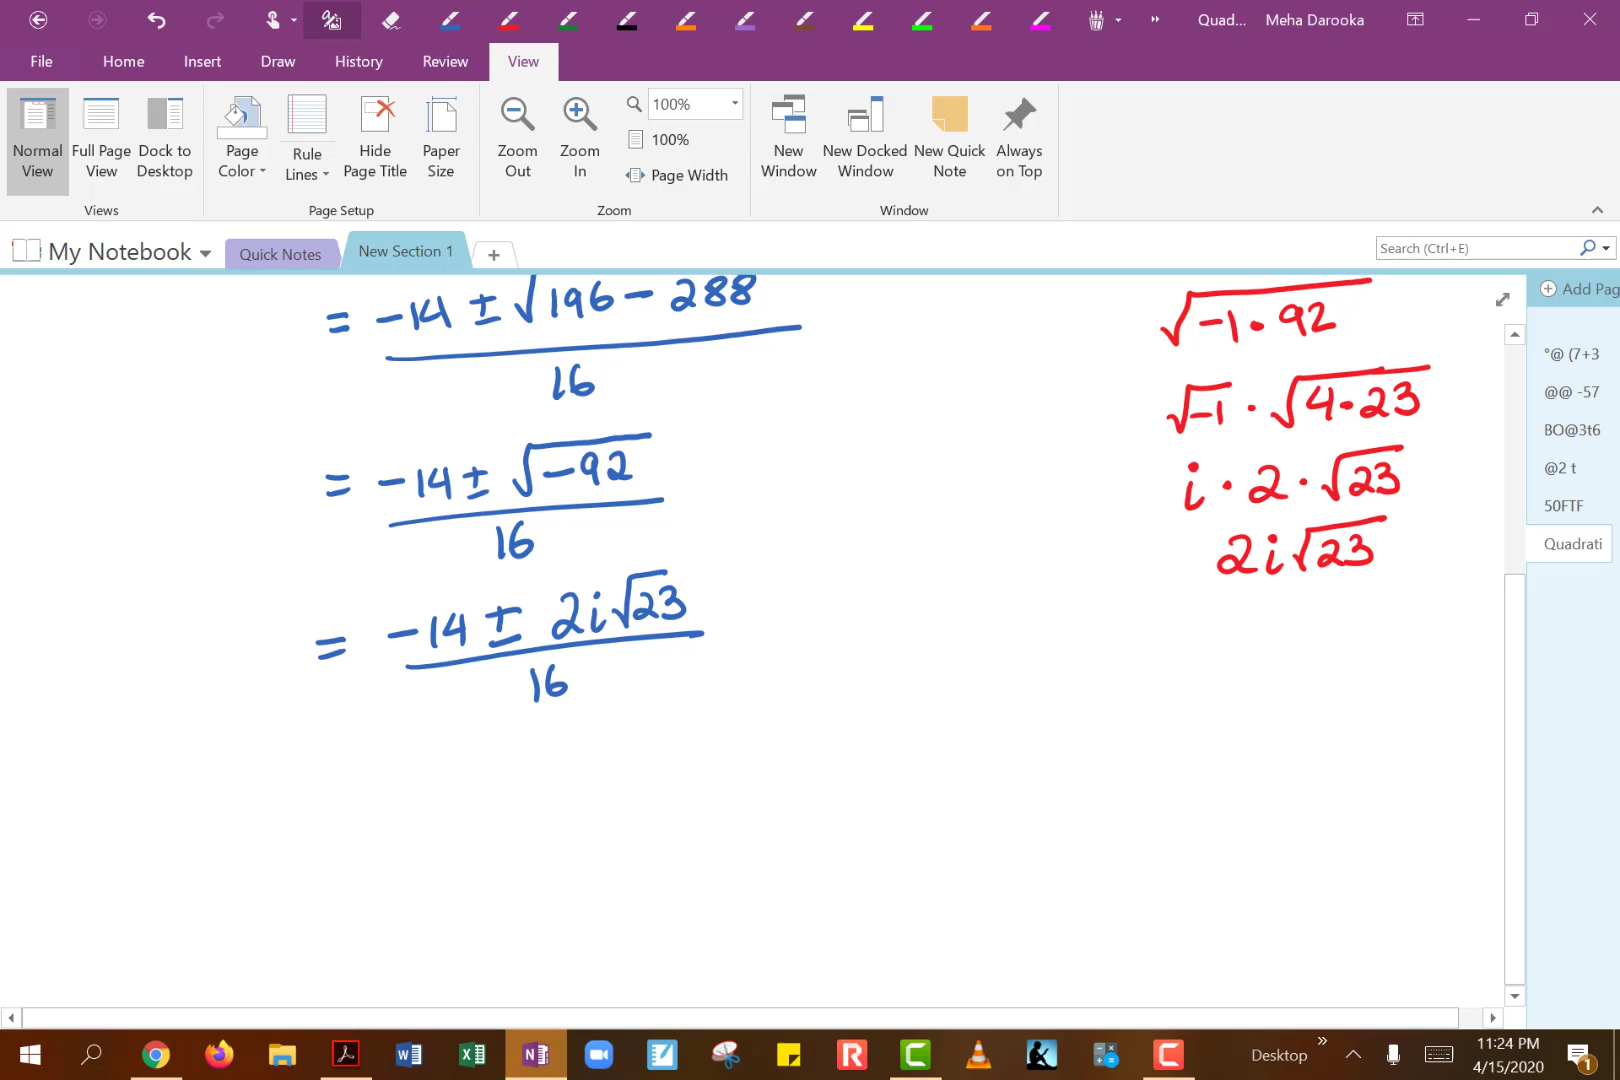 Quad... Meha Darooka
File Home Insert Draw History Review View
Normal View Full Page View Dock to Desktop Page Color Rule Lines Hide Page Title Paper Size Zoom Out Zoom In 100% 100% Page Width New Window New Docked Window New Quick Note Always on Top
Views Page Setup Zoom Window
My Notebook Quick Notes New Section 1 + Search (Ctrl+E)
Add Pag
°@ (7+3
@@ -57
BO@3t6
@2 t
50FTF
Quadrati
= -14 ± √196 - 288
16
= -14 ± √-92
16
= -14 ± 2i√23
16
√-1 • 92
√-1 • √4 • 23
i • 2 • √23
2i√23
Desktop 11:24 PM
4/15/2020
1